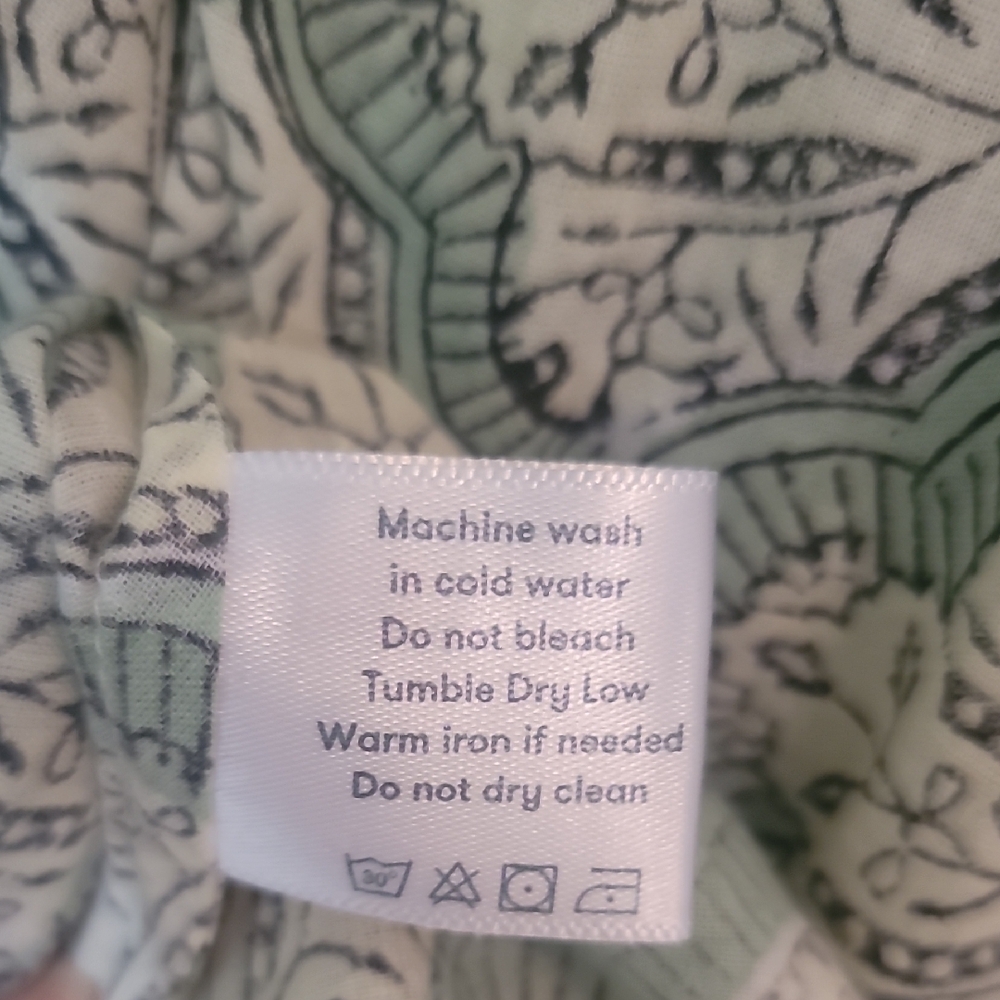 Machine wash
in cold water
Do not bleach
Tumble Dry Low
Warm iron if needed
Do not dry clean
30°